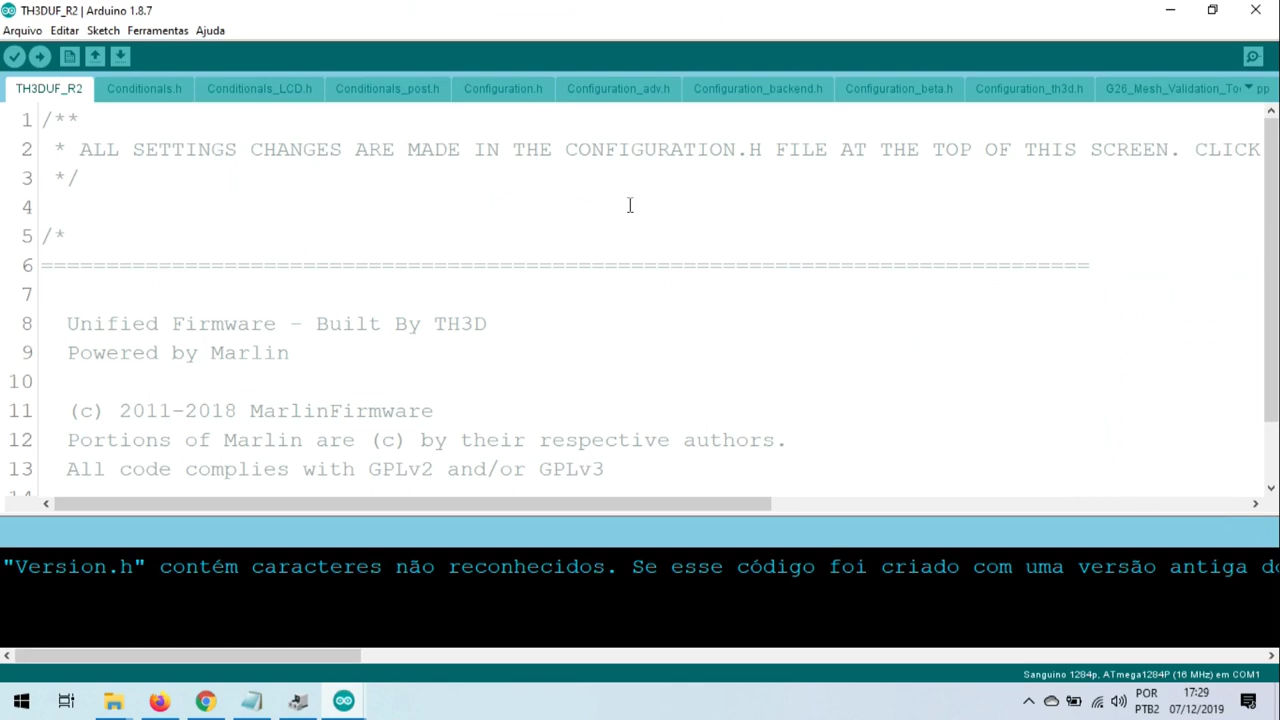 TH3DUF_R2 | Arduino 1.8.7
Arquivo Editar Sketch Ferramentas Ajuda
TH3DUF_R2 Conditionals.h Conditionals_LCD.h Conditionals_post.h Configuration.h Configuration_adv.h Configuration_backend.h Configuration_beta.h Configuration_th3d.h G26_Mesh_Validation_To pp
1 /**
2 * ALL SETTINGS CHANGES ARE MADE IN THE CONFIGURATION.H FILE AT THE TOP OF THIS SCREEN. CLICK
3 */
4
5 /*
6 ================================================================================
7
8 Unified Firmware - Built By TH3D
9 Powered by Marlin
10
11 (c) 2011-2018 MarlinFirmware
12 Portions of Marlin are (c) by their respective authors.
13 All code complies with GPLv2 and/or GPLv3
14
"Version.h" contém caracteres não reconhecidos. Se esse código foi criado com uma versão antiga do
Sanguino 1284p, ATmega1284P (16 MHz) em COM1
POR 17:29
PTB2 07/12/2019